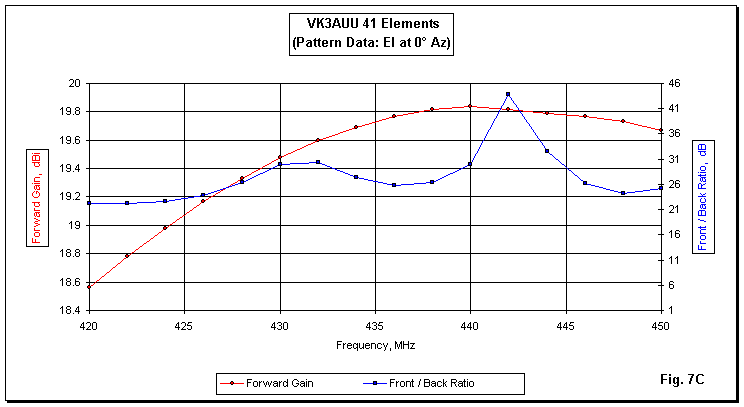 VK3AUU 41 Elements
(Pattern Data: El at 0° Az)
20
19.8
19.6
19.4
19.2
19
18.8
18.6
18.4
Forward Gain, dBi
46
41
36
31
26
21
16
11
6
1
Front / Back Ratio, dB
420 425 430 435 440 445 450
Frequency, MHz
Forward Gain Front / Back Ratio
Fig. 7C